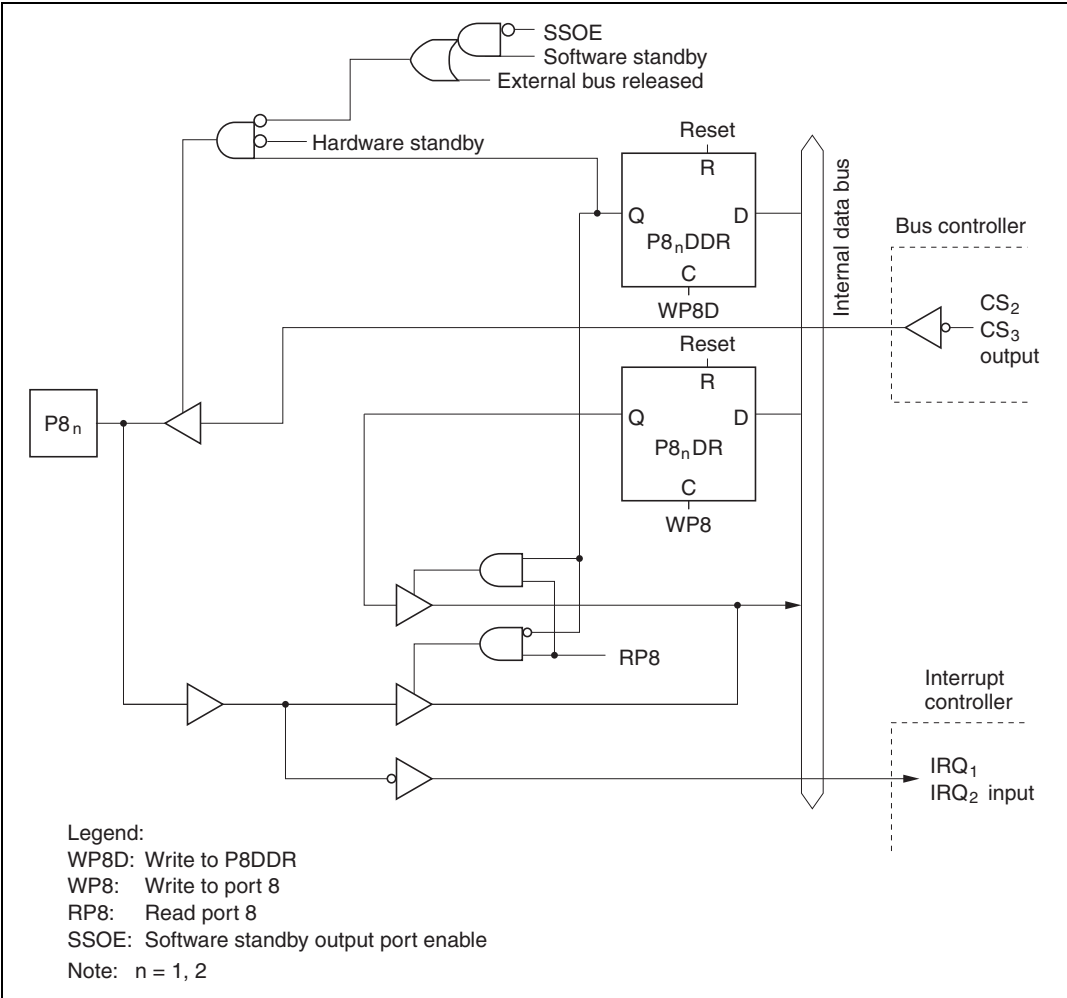 SSOE
Software standby
External bus released
Hardware standby
Reset
R
Q
D
P8nDDR
C
WP8D
Internal data bus
Bus controller
CS2
CS3
output
Reset
R
Q
D
P8nDR
C
WP8
P8n
RP8
Interrupt
controller
IRQ1
IRQ2 input
Legend:
WP8D: Write to P8DDR
WP8: Write to port 8
RP8: Read port 8
SSOE: Software standby output port enable
Note: n = 1, 2